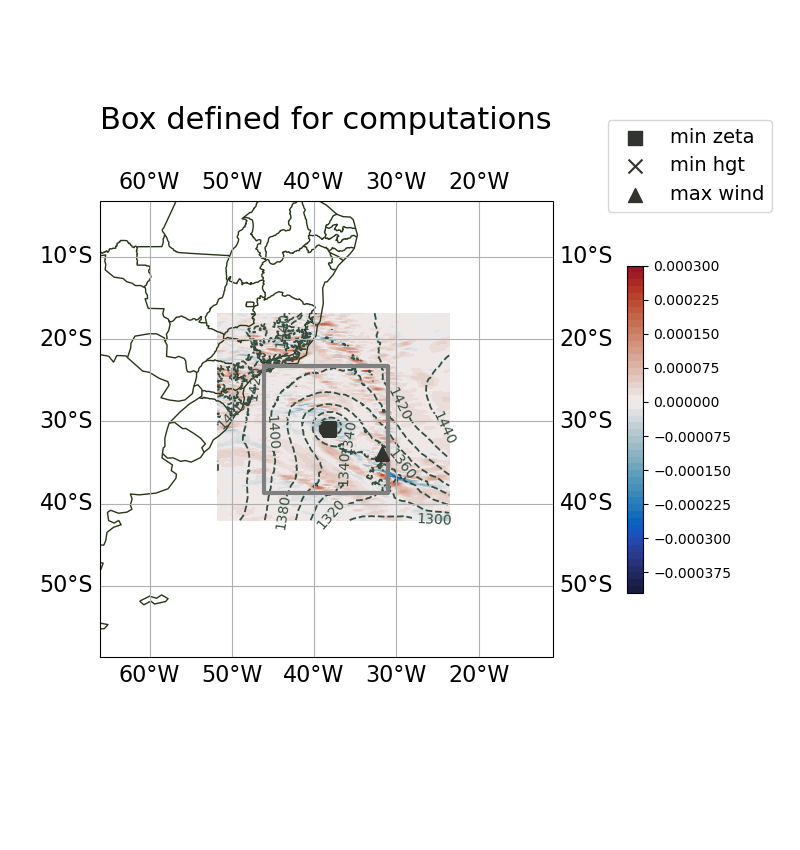 Box defined for computations
min zeta
min hgt
max wind
60°W 50°W 40°W 30°W 20°W
10°S 10°S
20°S 20°S
30°S 30°S
40°S 40°S
50°S 50°S
60°W 50°W 40°W 30°W 20°W
0.000300
0.000225
0.000150
0.000075
0.000000
−0.000075
−0.000150
−0.000225
−0.000300
−0.000375
1420
1440
1400
1340
1340
1360
1380
1320
1300